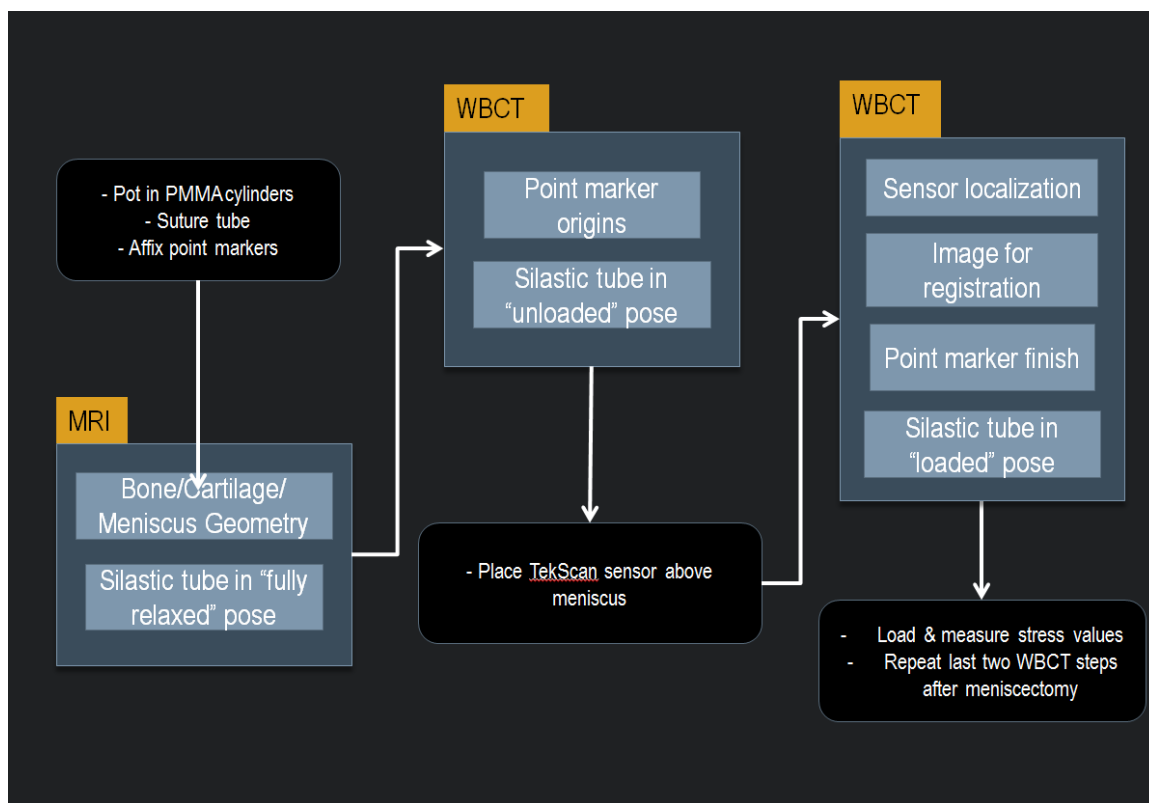 - Pot in PMMA cylinders
- Suture tube
- Affix point markers
MRI
Bone/Cartilage/
Meniscus Geometry
Silastic tube in “fully
relaxed” pose
WBCT
Point marker
origins
Silastic tube in
“unloaded” pose
- Place TekScan sensor above
meniscus
WBCT
Sensor localization
Image for
registration
Point marker finish
Silastic tube in
“loaded” pose
- Load & measure stress values
- Repeat last two WBCT steps
after meniscectomy